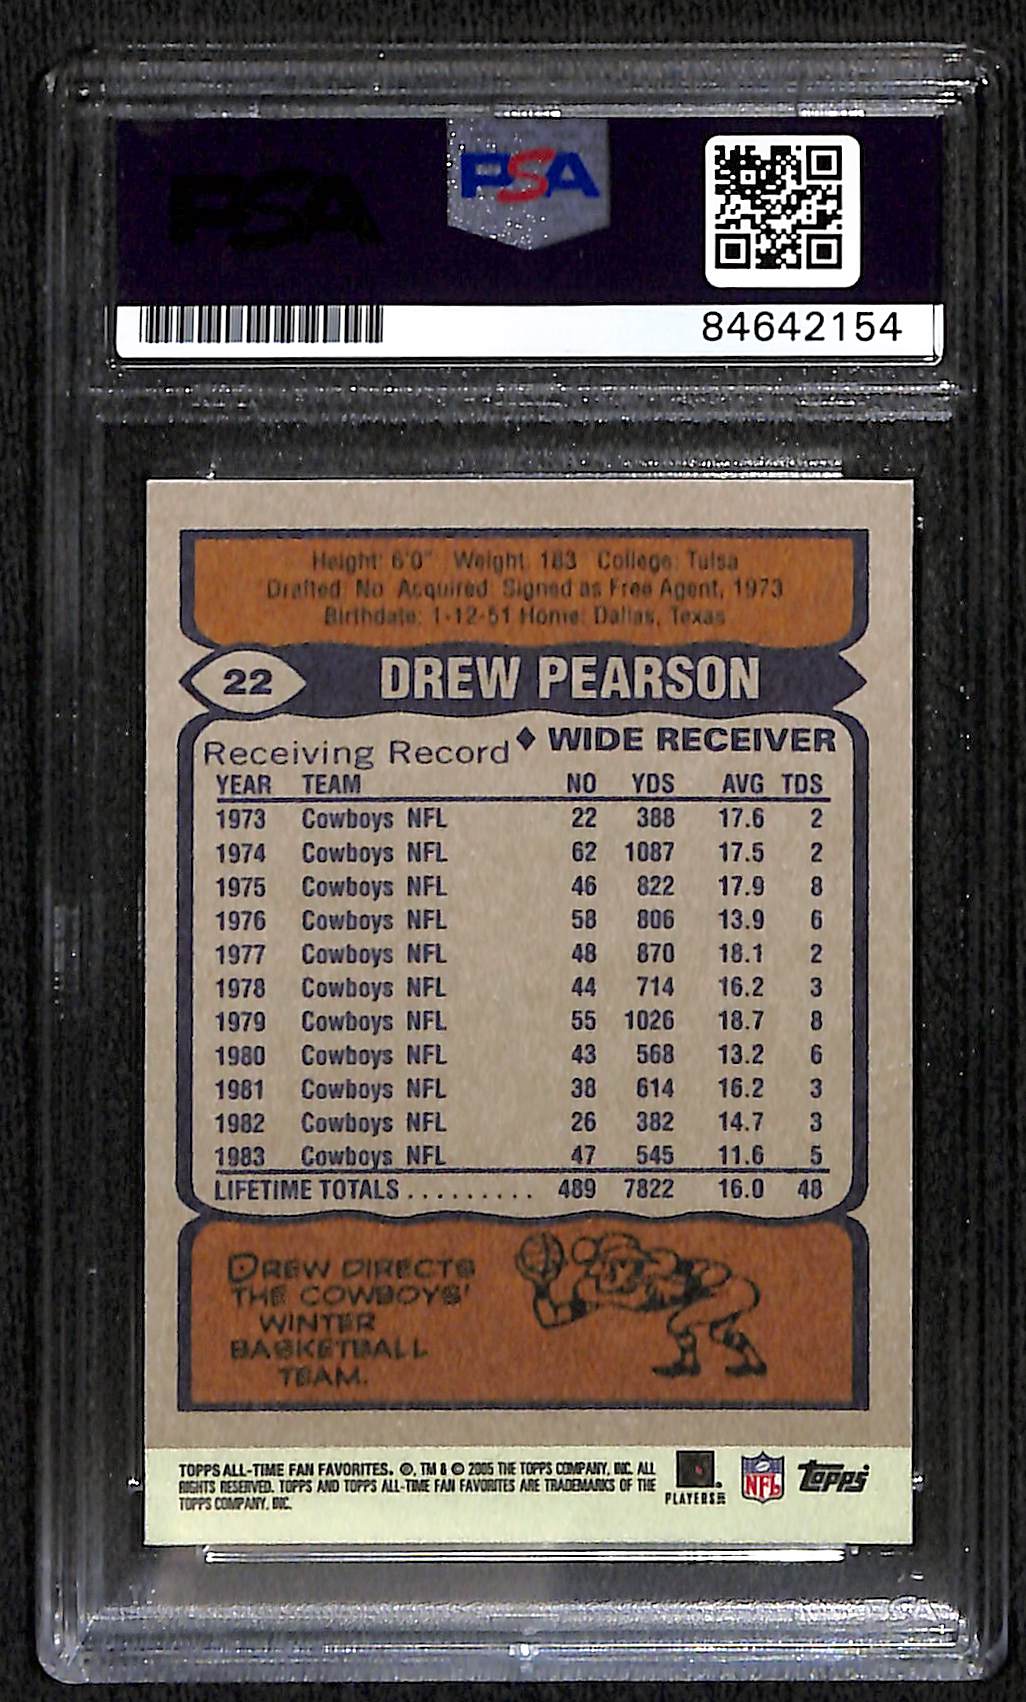 PSA
PSA
84642154
Height: 6'0" Weight: 183 College: Tulsa
Drafted: No Acquired: Signed as Free Agent, 1973
Birthdate: 1-12-51 Home: Dallas, Texas
22 DREW PEARSON
Receiving Record ♦ WIDE RECEIVER
YEAR TEAM NO YDS AVG TDS
1973 Cowboys NFL 22 388 17.6 2
1974 Cowboys NFL 62 1087 17.5 2
1975 Cowboys NFL 46 822 17.9 8
1976 Cowboys NFL 58 806 13.9 6
1977 Cowboys NFL 48 870 18.1 2
1978 Cowboys NFL 44 714 16.2 3
1979 Cowboys NFL 55 1026 18.7 8
1980 Cowboys NFL 43 568 13.2 6
1981 Cowboys NFL 38 614 16.2 3
1982 Cowboys NFL 26 382 14.7 3
1983 Cowboys NFL 47 545 11.6 5
LIFETIME TOTALS ......... 489 7822 16.0 48
DREW DIRECTS
THE COWBOYS'
WINTER
BASKETBALL
TEAM.
TOPPS ALL-TIME FAN FAVORITES. ®, TM & © 2005 THE TOPPS COMPANY, INC. ALL
RIGHTS RESERVED. TOPPS AND TOPPS ALL-TIME FAN FAVORITES ARE TRADEMARKS OF THE
TOPPS COMPANY, INC.
PLAYERS INC
NFL
Topps